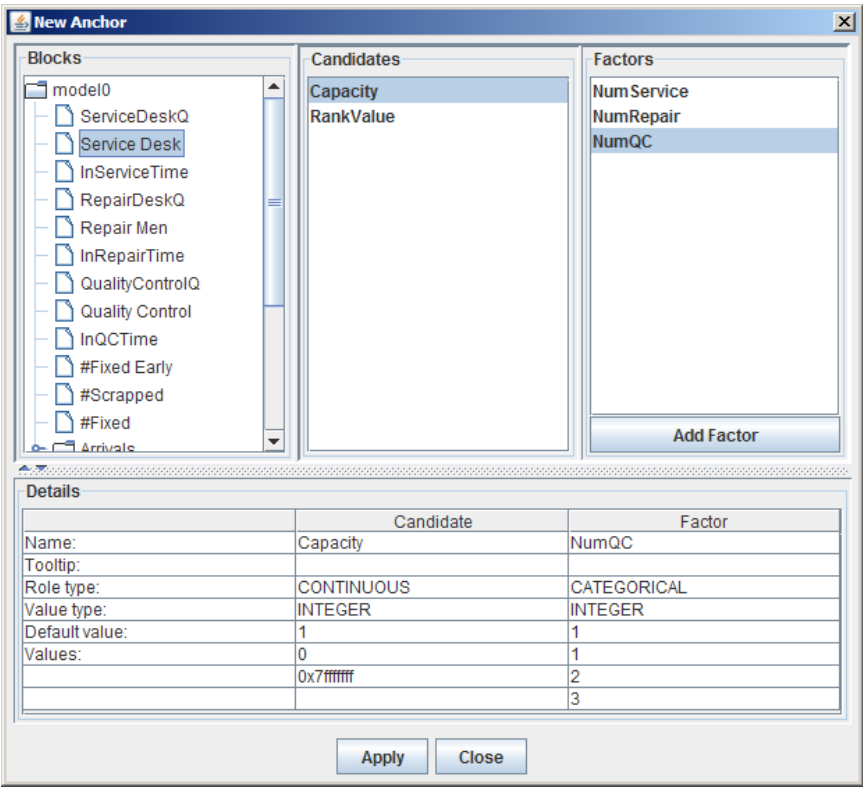 New Anchor
Blocks
model0
ServiceDeskQ
Service Desk
InServiceTime
RepairDeskQ
Repair Men
InRepairTime
QualityControlQ
Quality Control
InQCTime
#Fixed Early
#Scrapped
#Fixed
Arrivals
Candidates
Capacity
RankValue
Factors
NumService
NumRepair
NumQC
Add Factor
Details
Candidate Factor
Name: Capacity NumQC
Tooltip:
Role type: CONTINUOUS CATEGORICAL
Value type: INTEGER INTEGER
Default value: 1 1
Values: 0 1
0x7fffffff 2
3
Apply Close